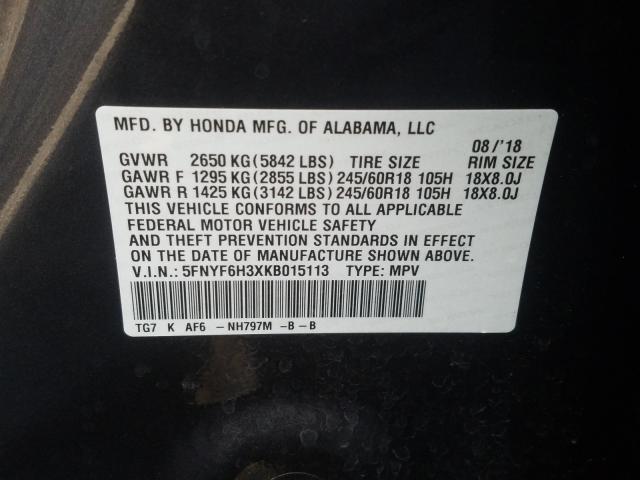 MFD. BY HONDA MFG. OF ALABAMA, LLC
08/'18
GVWR 2650 KG(5842 LBS) TIRE SIZE RIM SIZE
GAWR F 1295 KG(2855 LBS) 245/60R18 105H 18X8.0J
GAWR R 1425 KG(3142 LBS) 245/60R18 105H 18X8.0J
THIS VEHICLE CONFORMS TO ALL APPLICABLE
FEDERAL MOTOR VEHICLE SAFETY
AND THEFT PREVENTION STANDARDS IN EFFECT
ON THE DATE OF MANUFACTURE SHOWN ABOVE.
V.I.N.: 5FNYF6H3XKB015113 TYPE: MPV
TG7 K AF6 - NH797M -B - B